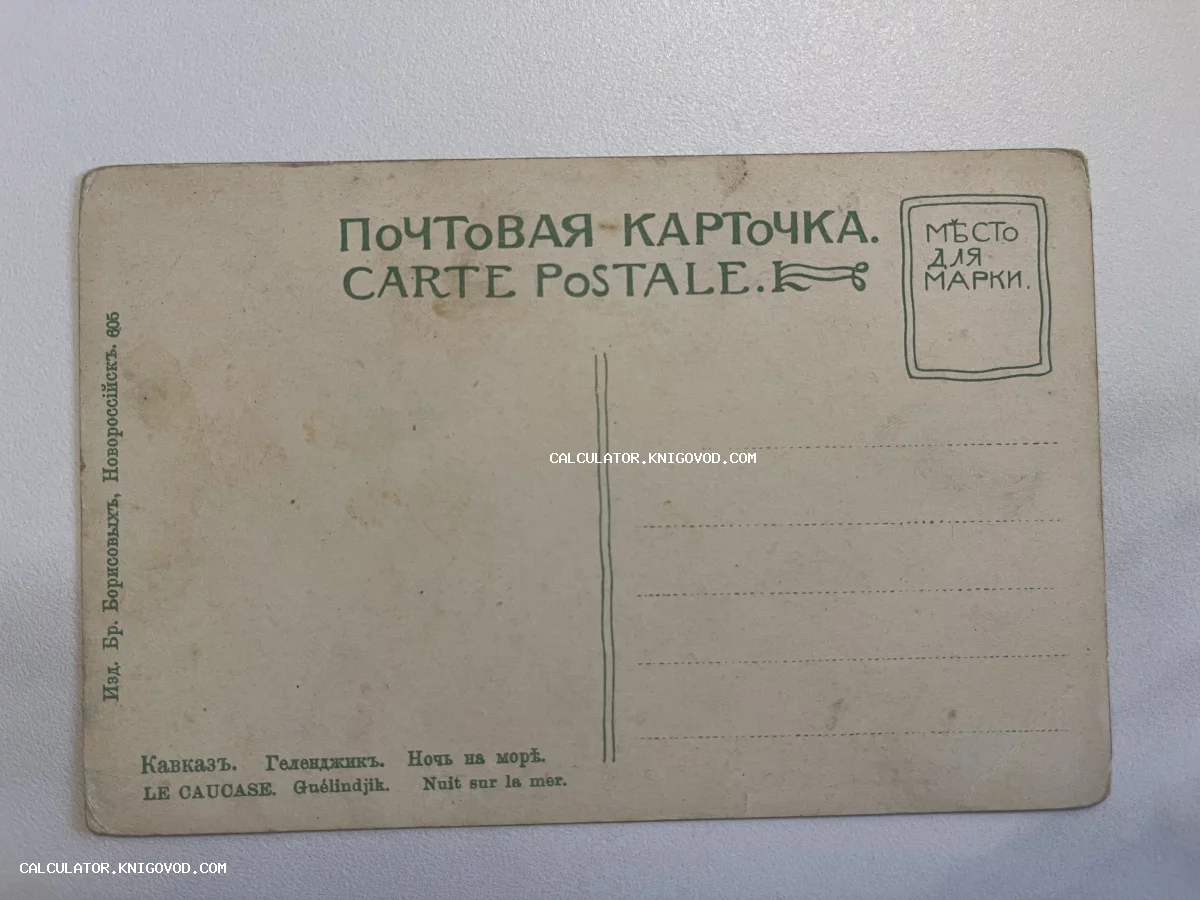 ПОЧТОВАЯ КАРТОЧКА.
CARTE POSTALE.
МѢСТО
ДЛЯ
МАРКИ.
Изд. Бр. Борисовыхъ, Новороссійскъ. 605
CALCULATOR.KNIGOVOD.COM
Кавказъ. Геленджикъ. Ночь на морѣ.
LE CAUCASE. Guélindjik. Nuit sur la mer.
CALCULATOR.KNIGOVOD.COM